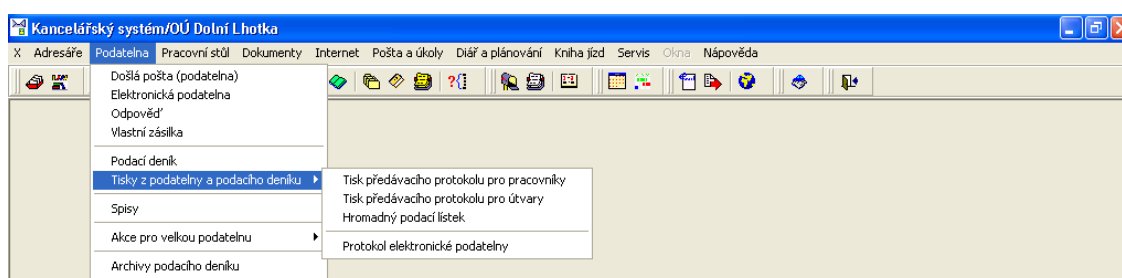 Kancelářský systém/OÚ Dolní Lhotka
X Adresáře Podatelna Pracovní stůl Dokumenty Internet Pošta a úkoly Diář a plánování Kniha jízd Servis Okna Nápověda
Došlá pošta (podatelna)
Elektronická podatelna
Odpověď
Vlastní zásilka
Podací deník
Tisky z podatelny a podacího deníku
Tisk předávacího protokolu pro pracovníky
Tisk předávacího protokolu pro útvary
Hromadný podací lístek
Protokol elektronické podatelny
Spisy
Akce pro velkou podatelnu
Archivy podacího deníku